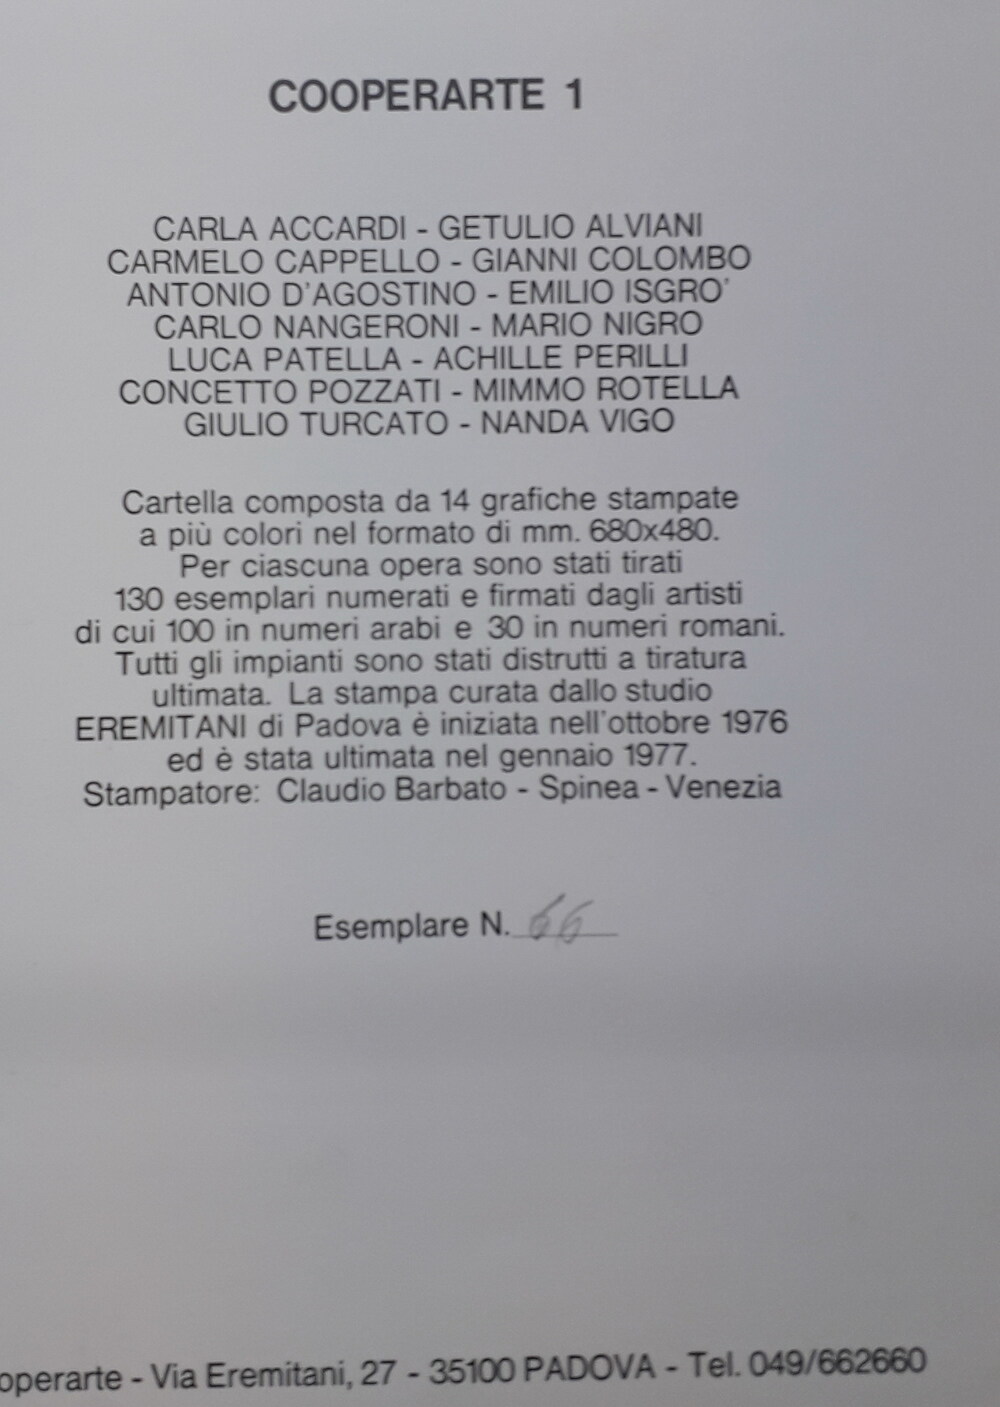 COOPERARTE 1
CARLA ACCARDI - GETULIO ALVIANI
CARMELO CAPPELLO - GIANNI COLOMBO
ANTONIO D'AGOSTINO - EMILIO ISGRO'
CARLO NANGERONI - MARIO NIGRO
LUCA PATELLA - ACHILLE PERILLI
CONCETTO POZZATI - MIMMO ROTELLA
GIULIO TURCATO - NANDA VIGO
Cartella composta da 14 grafiche stampate
a più colori nel formato di mm. 680x480.
Per ciascuna opera sono stati tirati
130 esemplari numerati e firmati dagli artisti
di cui 100 in numeri arabi e 30 in numeri romani.
Tutti gli impianti sono stati distrutti a tiratura
ultimata. La stampa curata dallo studio
EREMITANI di Padova è iniziata nell'ottobre 1976
ed è stata ultimata nel gennaio 1977.
Stampatore: Claudio Barbato - Spinea - Venezia
Esemplare N. 66
operarte - Via Eremitani, 27 - 35100 PADOVA - Tel. 049/662660